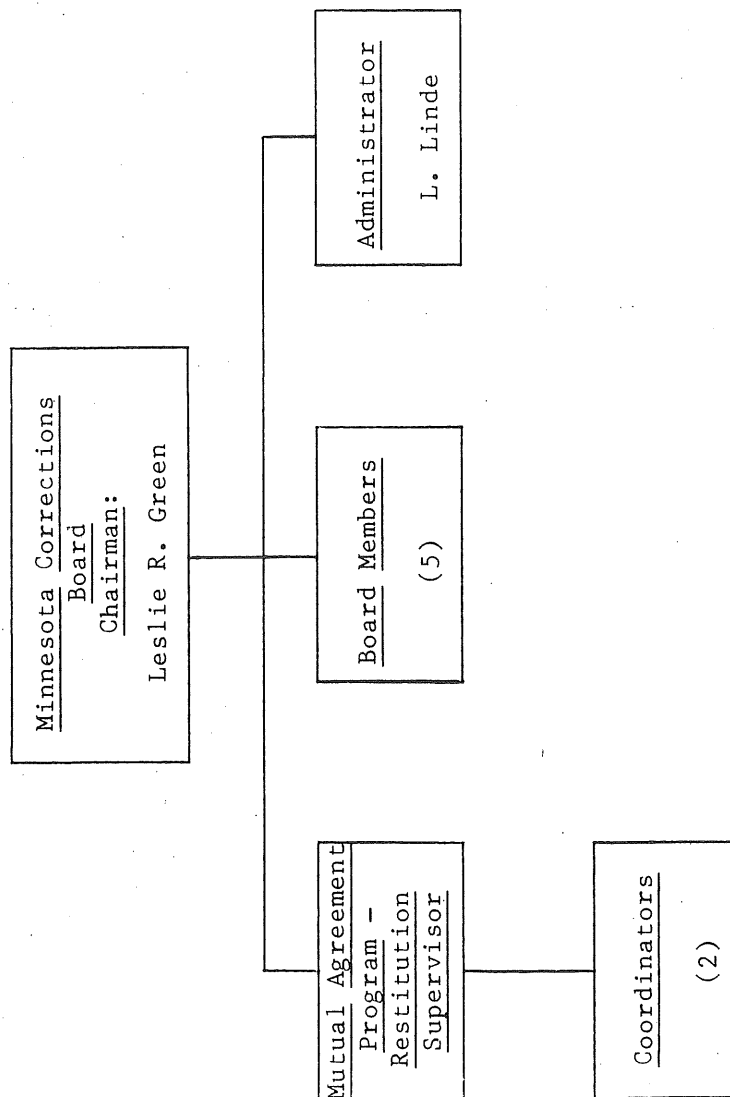 Minnesota Corrections
Board
Chairman:
Leslie R. Green
Mutual Agreement
Program -
Restitution
Supervisor
Board Members
(5)
Administrator
L. Linde
Coordinators
(2)